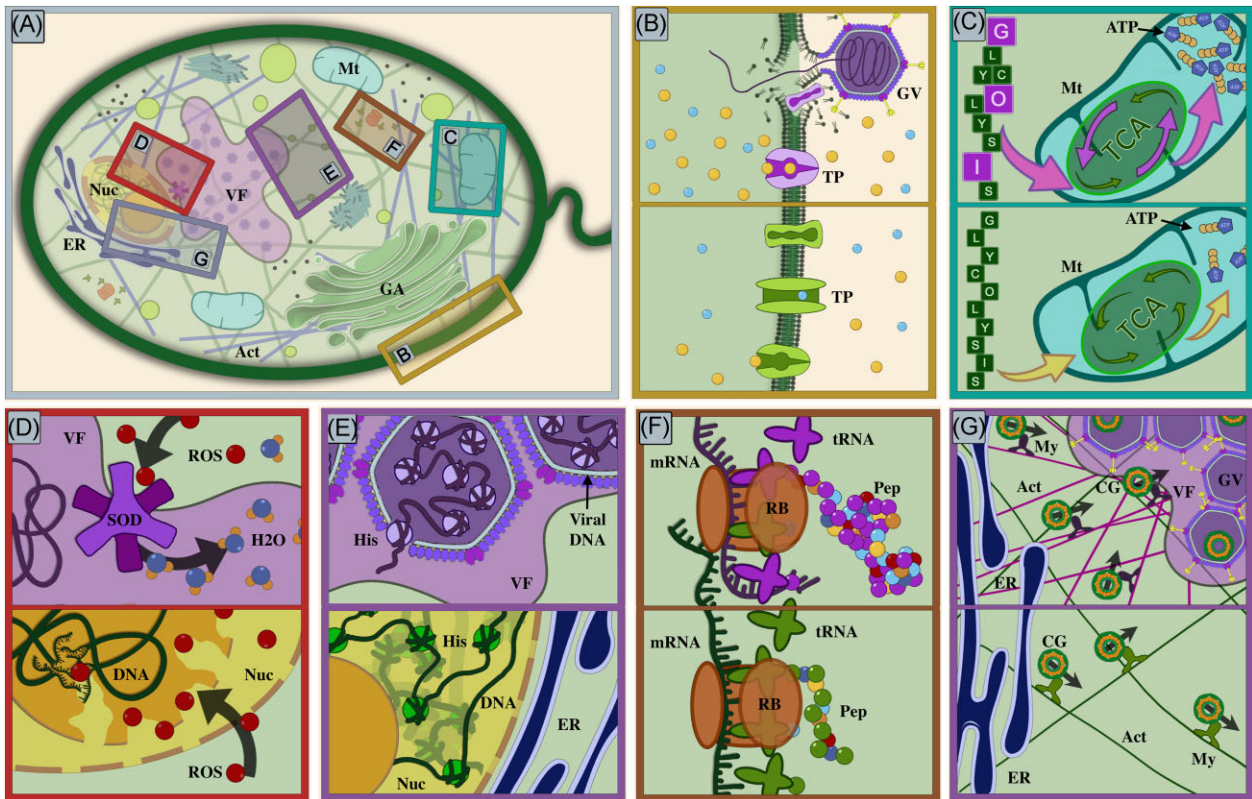 (A)
Mt
C
F
D
E
Nuc
VF
ER
G
GA
Act
B
(B)
GV
TP
TP
(C)
G
L
Y C
O
L
Y
S
I
S
ATP
Mt
TCA
G
L
Y
C
O
L
Y
S
I
S
ATP
Mt
TCA
(D)
VF
ROS
SOD
H2O
DNA
Nuc
ROS
(E)
His
Viral
DNA
VF
His
DNA
ER
Nuc
(F)
tRNA
mRNA
Pep
RB
tRNA
mRNA
RB
Pep
(G)
My
Act
CG
VF
GV
ER
CG
Act
My
ER